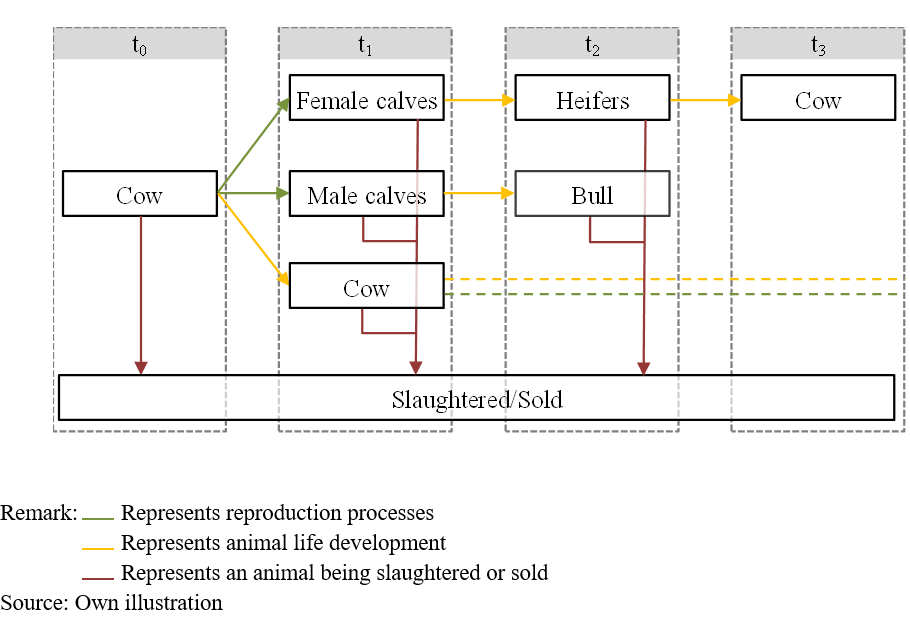 t0 t1 t2 t3
Female calves Heifers Cow
Cow Male calves Bull
Cow
Slaughtered/Sold
Remark: Represents reproduction processes
Represents animal life development
Represents an animal being slaughtered or sold
Source: Own illustration